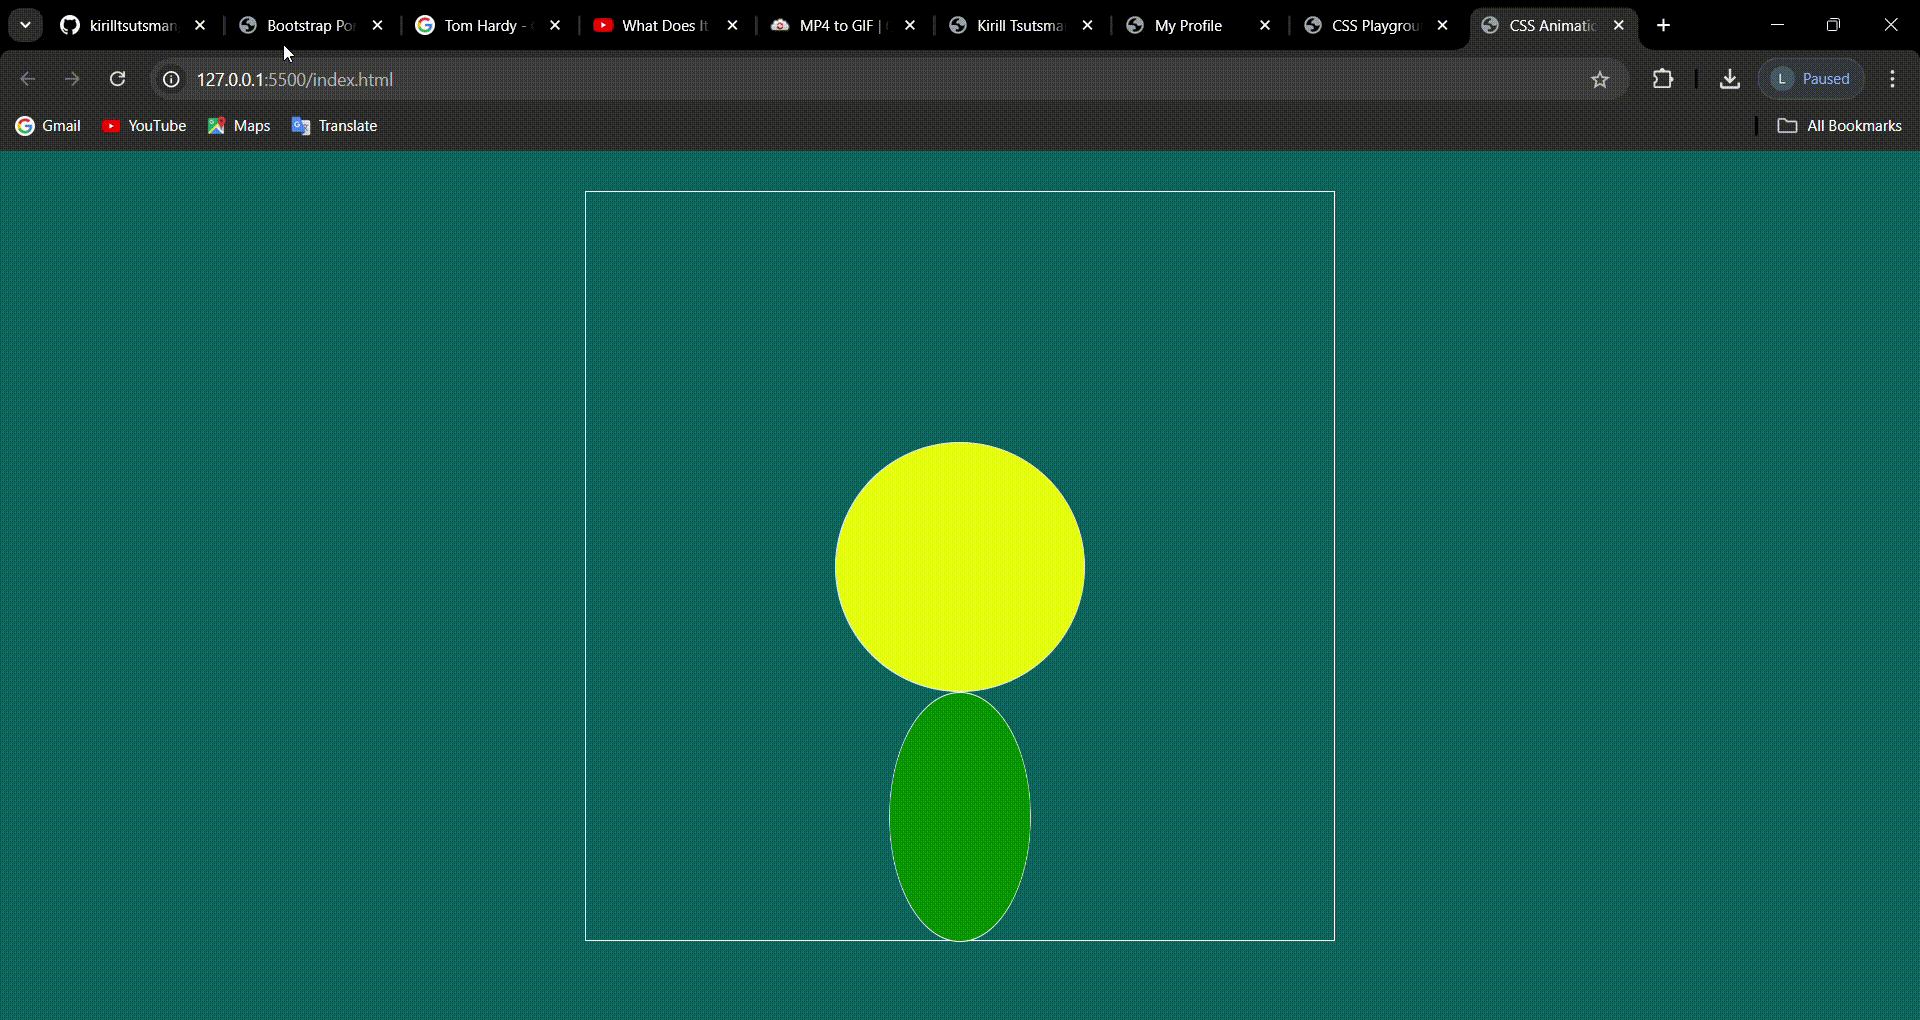 kirilltsutsman
Bootstrap Po
Tom Hardy -
What Does It
MP4 to GIF |
Kirill Tsutsma
My Profile
CSS Playgrou
CSS Animatic
127.0.0.1:5500/index.html
L Paused
Gmail
YouTube
Maps
Translate
All Bookmarks